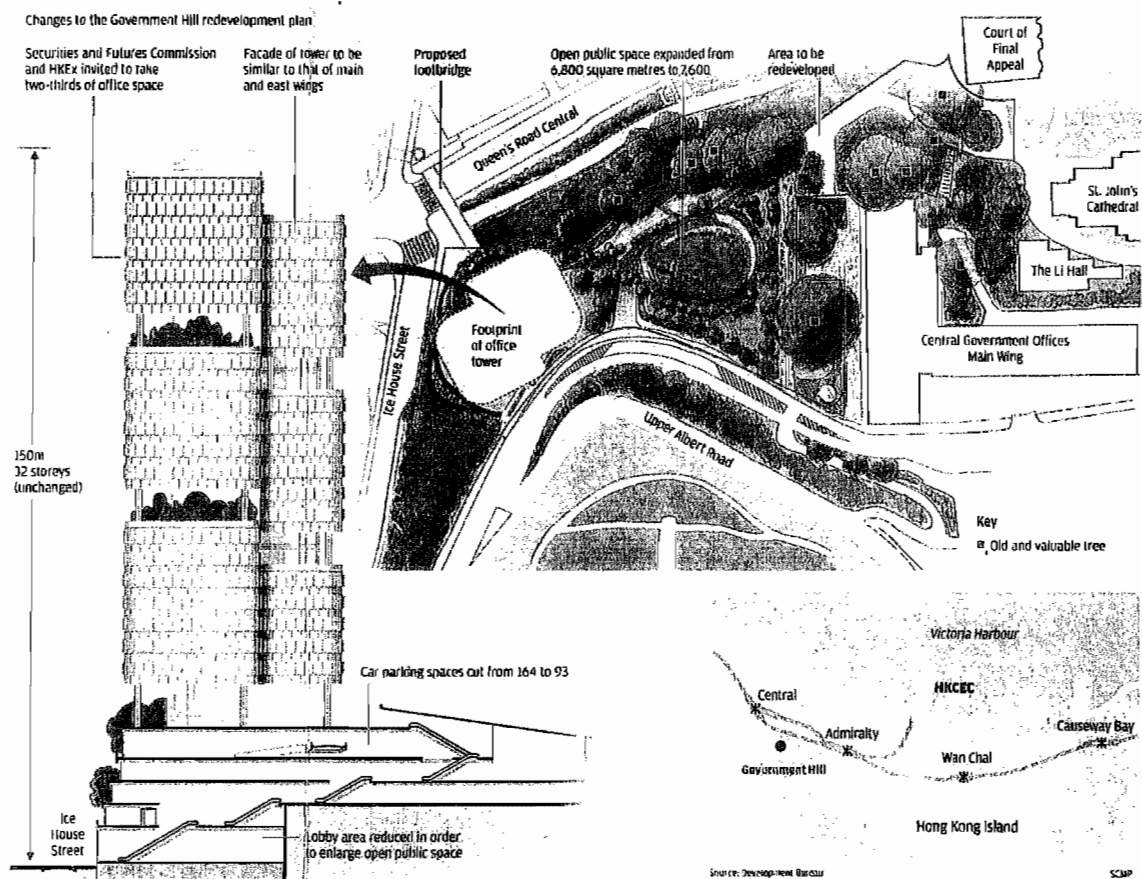 Changes to the Government Hill redevelopment plan
Securities and Futures Commission
and HKEx invited to take
two-thirds of office space
Facade of tower to be
similar to that of main
and east wings
Proposed
footbridge
Open public space expanded from
6,800 square metres to 7,600
Area to be
redeveloped
Court of
Final
Appeal
Queen's Road Central
St. John's
Cathedral
The Li Hall
Central Government Offices
Main Wing
Footprint
of office
tower
Ice House Street
Upper Albert Road
150m
32 storeys
(unchanged)
Key
Old and valuable tree
Car parking spaces cut from 164 to 93
Victoria Harbour
HKCEC
Central
Admiralty
Causeway Bay
Government Hill
Wan Chai
Hong Kong Island
Ice
House
Street
Lobby area reduced in order
to enlarge open public space
Source: Development Bureau
SCMP